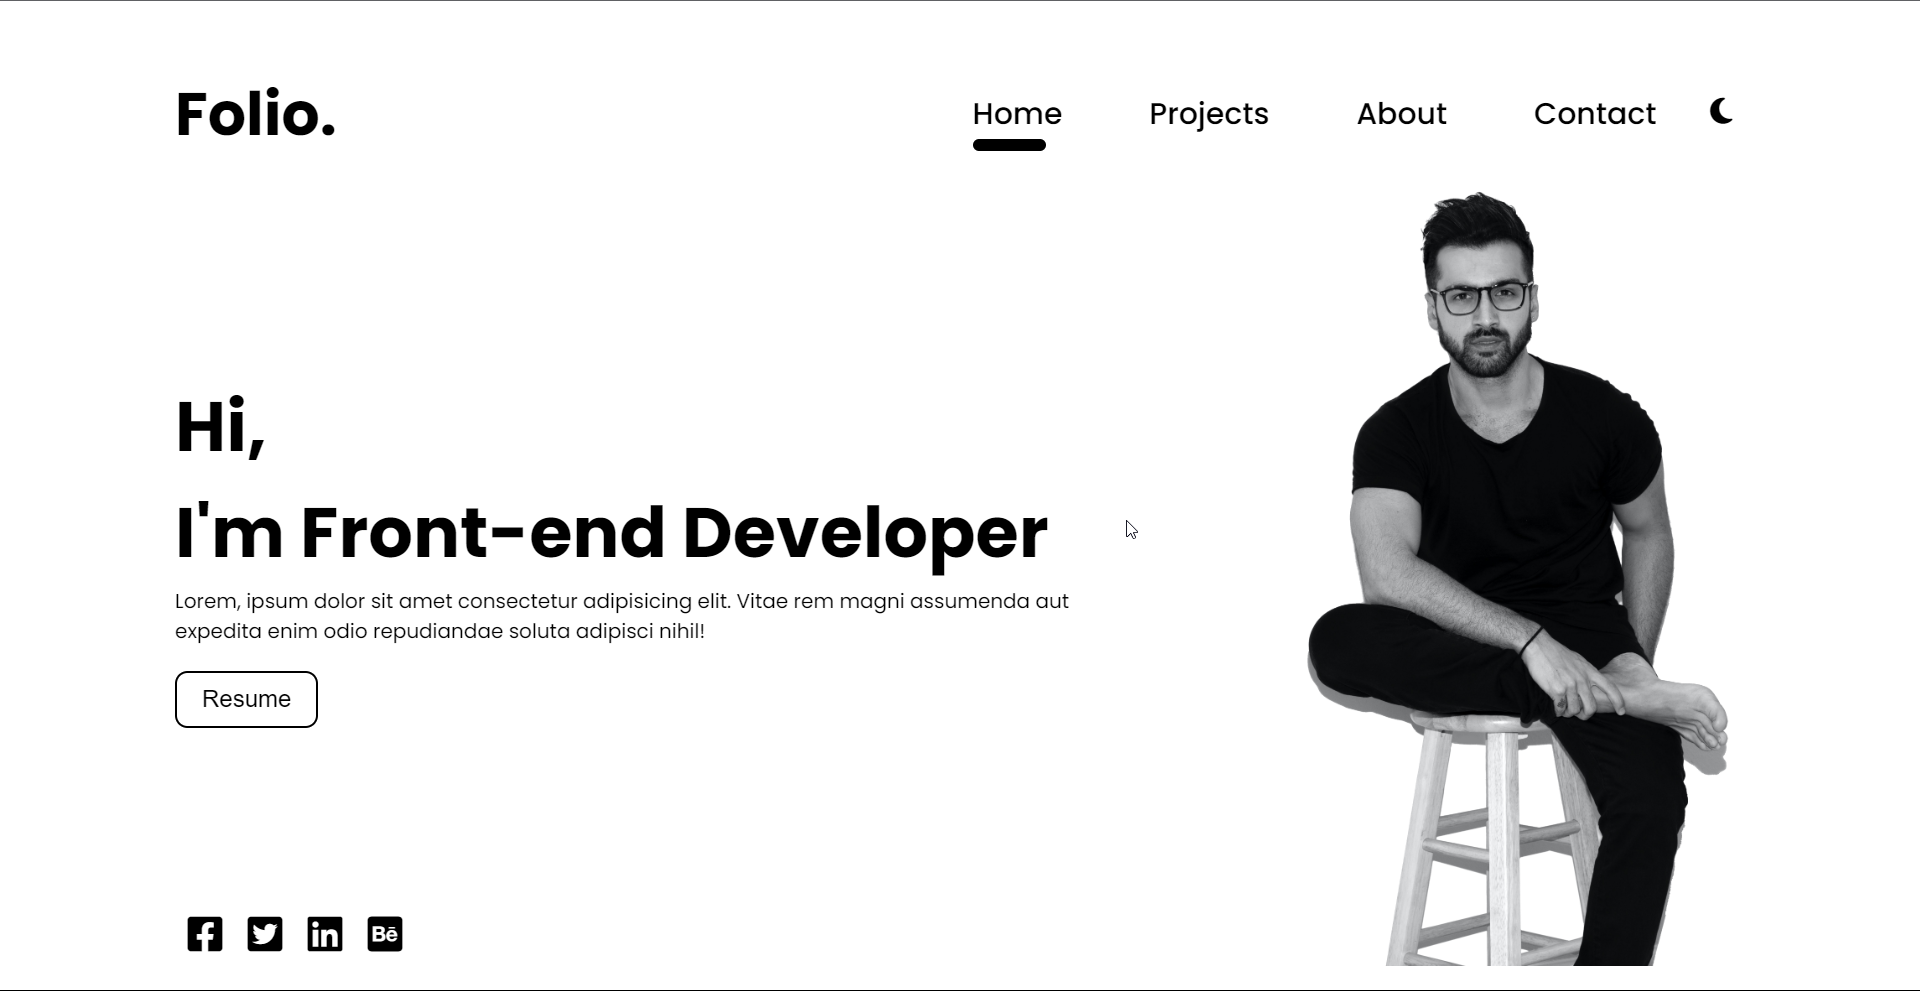 Folio.
Home Projects About Contact
Hi,
I'm Front-end Developer
Lorem, ipsum dolor sit amet consectetur adipisicing elit. Vitae rem magni assumenda aut
expedita enim odio repudiandae soluta adipisci nihil!
Resume
f in Bē